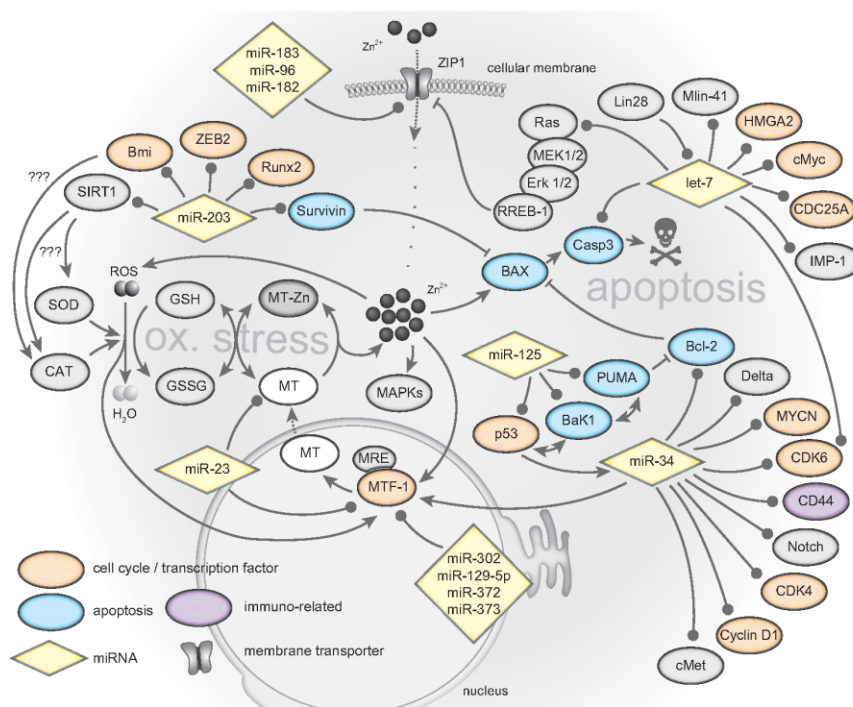 miR-183
miR-96
miR-182
Zn2+
ZIP1
cellular membrane
Lin28
Mlin-41
HMGA2
cMyc
CDC25A
IMP-1
let-7
Ras
MEK1/2
Erk 1/2
RREB-1
ZEB2
Bmi
Runx2
???
SIRT1
miR-203
Survivin
???
BAX
Casp3
apoptosis
ROS
SOD
CAT
H2O
GSH
GSSG
ox. stress
MT-Zn
MT
Zn2+
MAPKs
miR-125
PUMA
BaK1
p53
Bcl-2
Delta
MYCN
CDK6
CD44
Notch
CDK4
Cyclin D1
cMet
miR-34
miR-23
MT
MRE
MTF-1
miR-302
miR-129-5p
miR-372
miR-373
nucleus
cell cycle / transcription factor
apoptosis
immuno-related
miRNA
membrane transporter